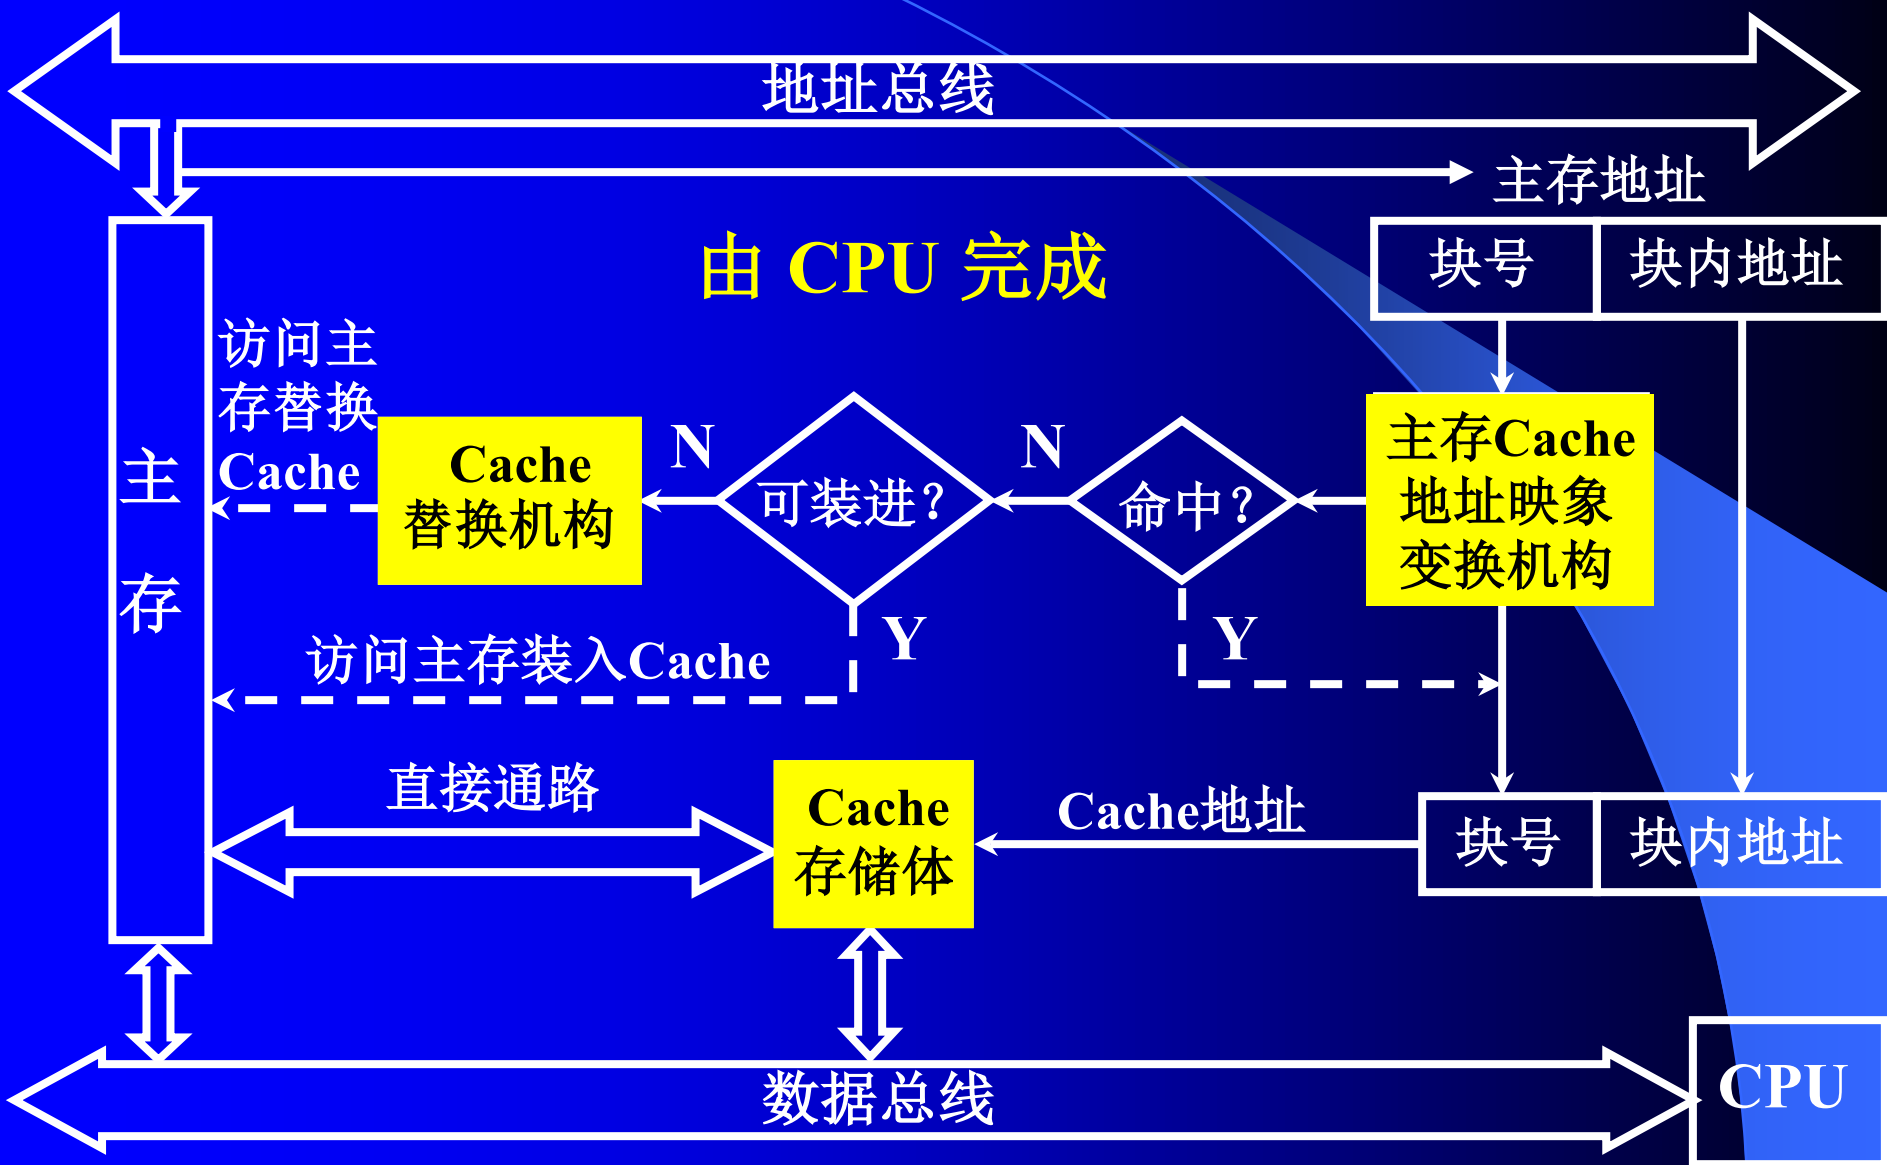 地址总线
主存地址
块号
块内地址
由 CPU 完成
访问主
存替换
Cache
主
存
Cache
替换机构
N
可装进?
N
命中?
主存Cache
地址映象
变换机构
Y
Y
访问主存装入Cache
直接通路
Cache
存储体
Cache地址
块号
块内地址
数据总线
CPU